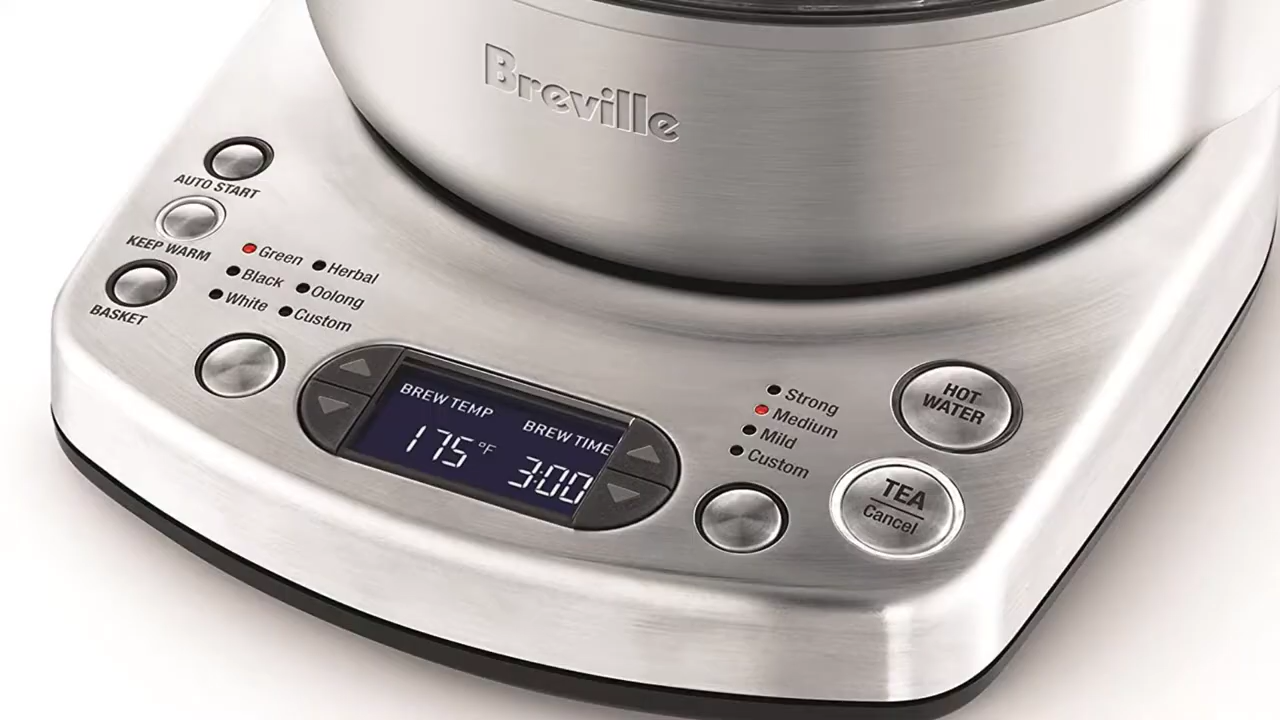 Breville
AUTO START
KEEP WARM
BASKET
Green
Herbal
Black
Oolong
White
Custom
BREW TEMP
175°F
BREW TIME
3:00
Strong
Medium
Mild
Custom
HOT
WATER
TEA
Cancel